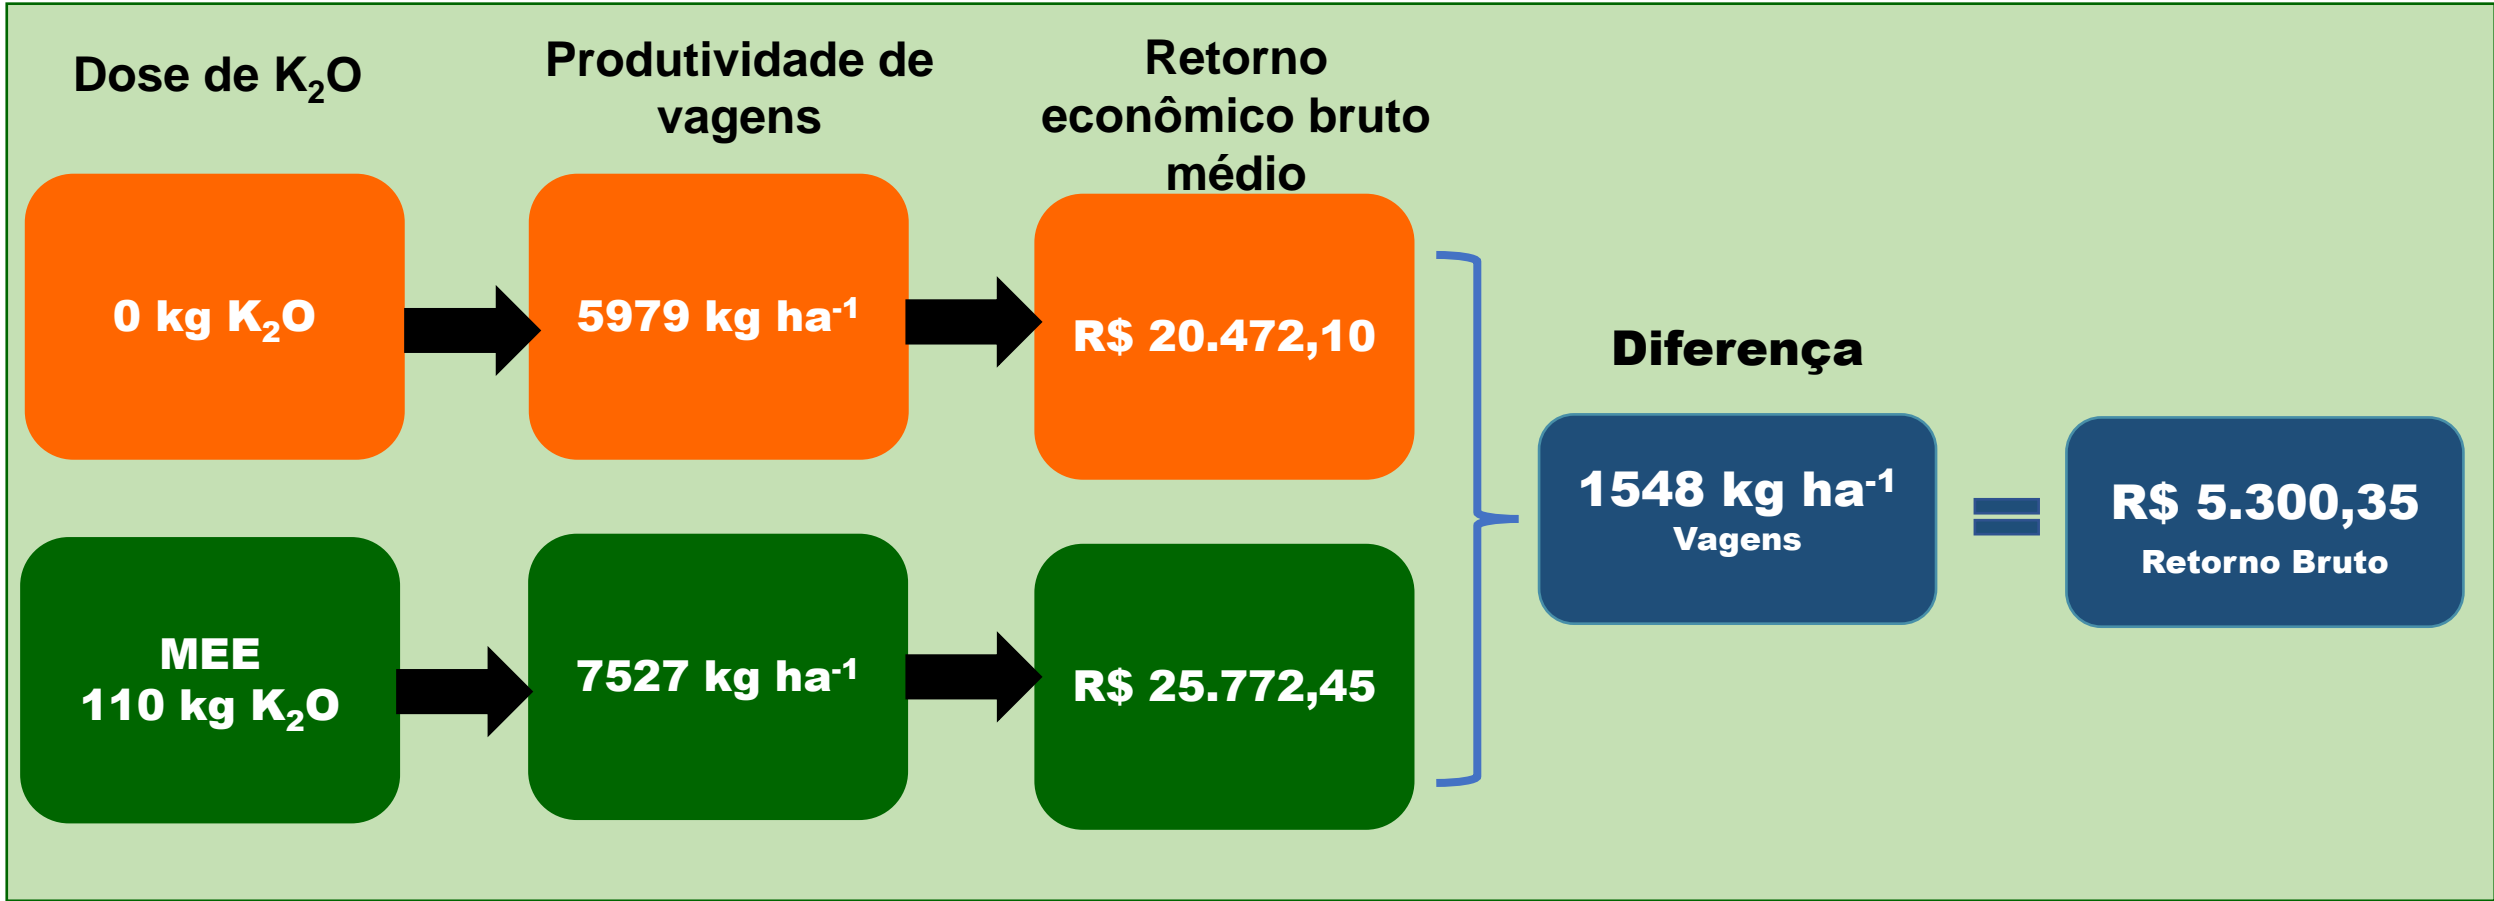 Dose de K₂O
Produtividade de
vagens
Retorno
econômico bruto
médio
0 kg K₂O
5979 kg ha⁻¹
R$ 20.472,10
MEE
110 kg K₂O
7527 kg ha⁻¹
R$ 25.772,45
Diferença
1548 kg ha⁻¹
Vagens
=
R$ 5.300,35
Retorno Bruto